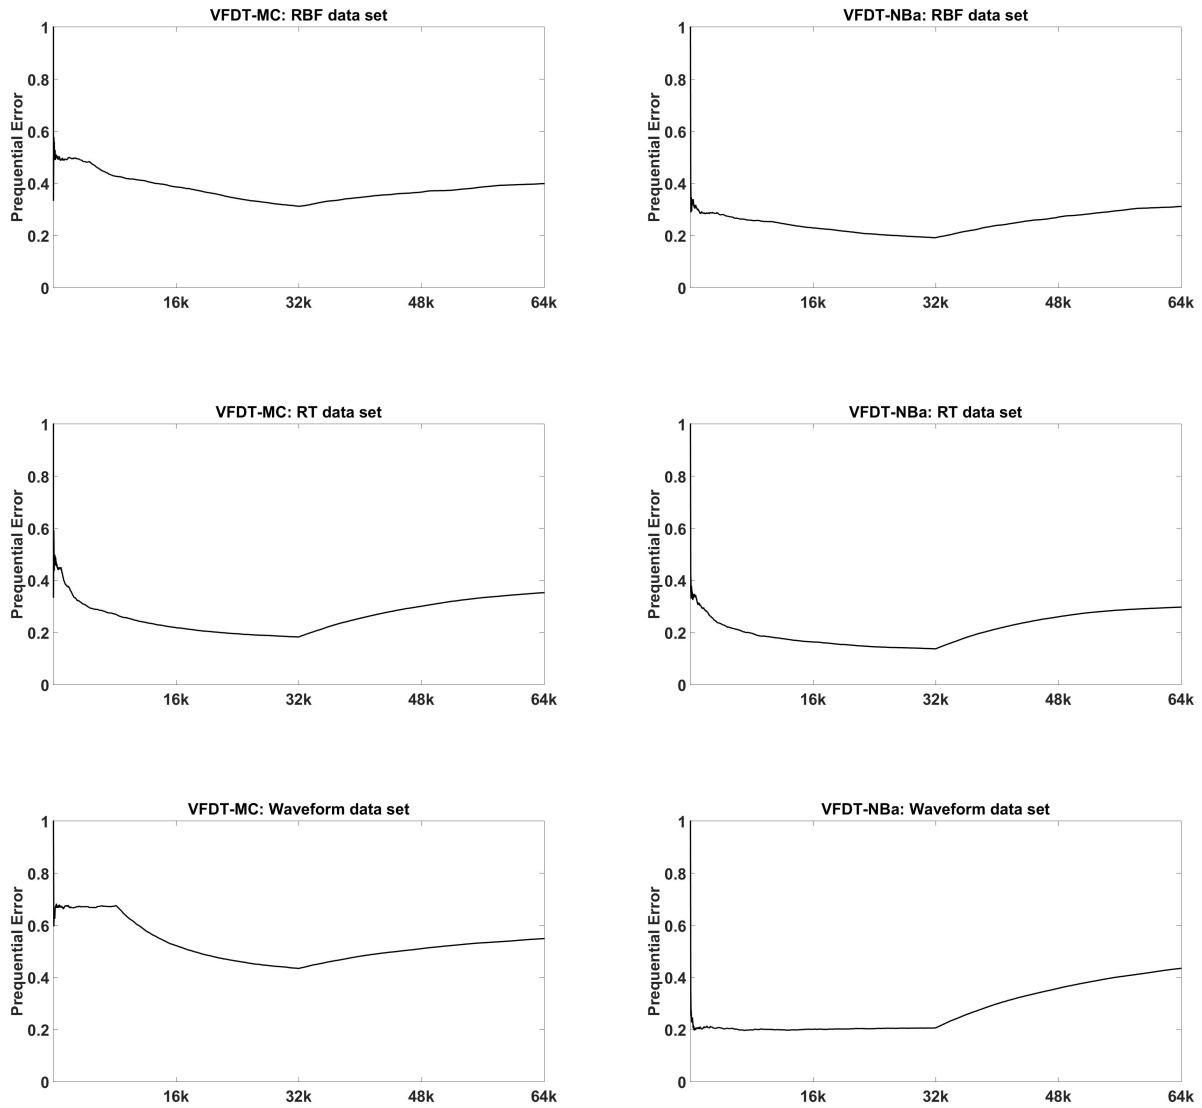 VFDT-MC: RBF data set
1
0.8
0.6
0.4
0.2
0
Prequential Error
16k 32k 48k 64k
VFDT-NBa: RBF data set
1
0.8
0.6
0.4
0.2
0
Prequential Error
16k 32k 48k 64k
VFDT-MC: RT data set
1
0.8
0.6
0.4
0.2
0
Prequential Error
16k 32k 48k 64k
VFDT-NBa: RT data set
1
0.8
0.6
0.4
0.2
0
Prequential Error
16k 32k 48k 64k
VFDT-MC: Waveform data set
1
0.8
0.6
0.4
0.2
0
Prequential Error
16k 32k 48k 64k
VFDT-NBa: Waveform data set
1
0.8
0.6
0.4
0.2
0
Prequential Error
16k 32k 48k 64k